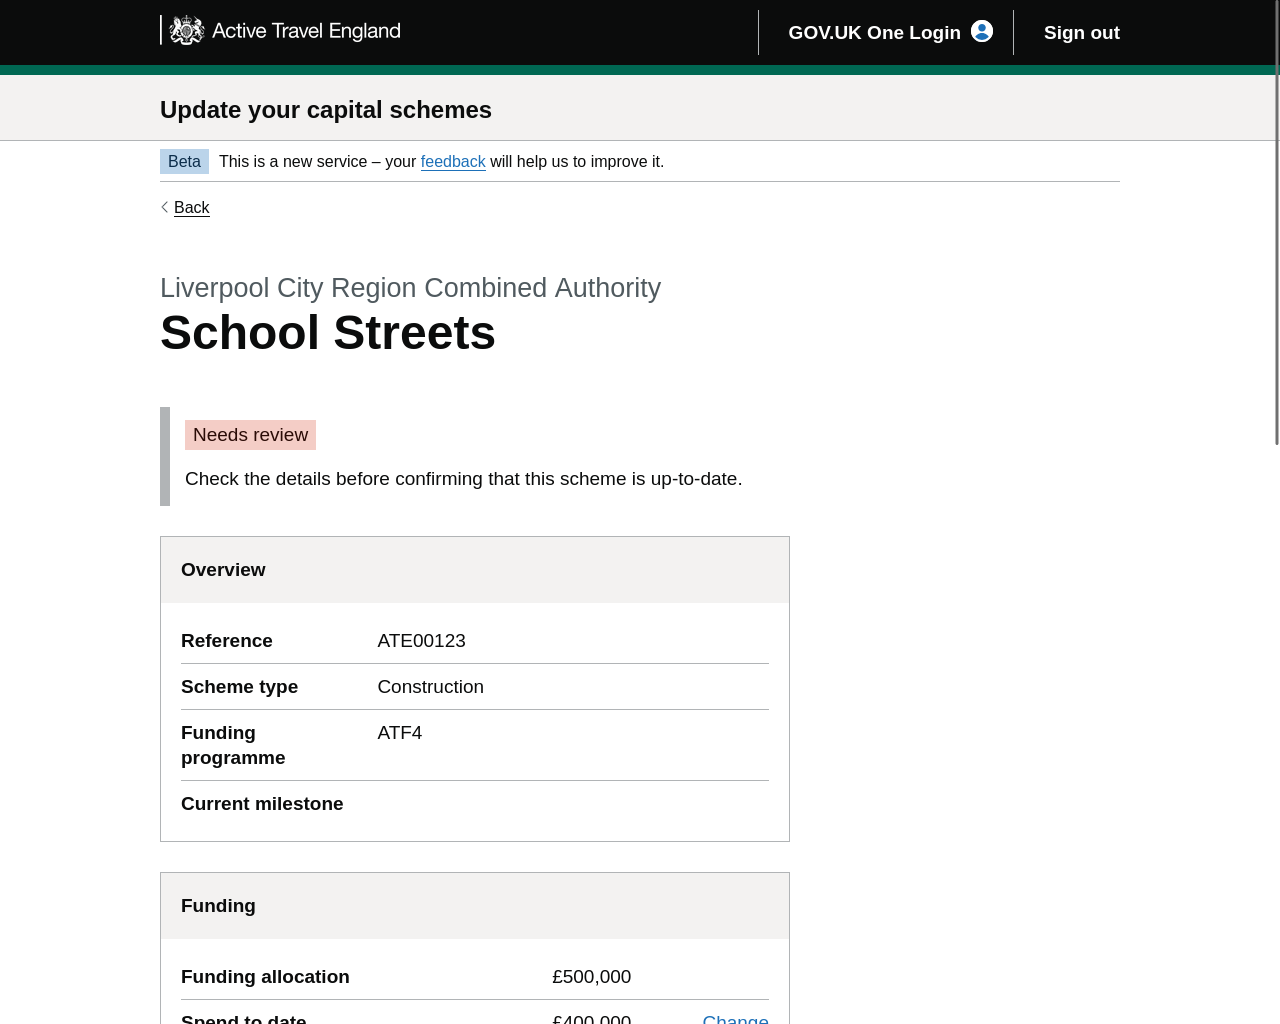 Active Travel England
GOV.UK One Login
Sign out
Update your capital schemes
Beta
This is a new service – your feedback will help us to improve it.
Back
Liverpool City Region Combined Authority
School Streets
Needs review
Check the details before confirming that this scheme is up-to-date.
Overview
Reference ATE00123
Scheme type Construction
Funding programme ATF4
Current milestone
Funding
Funding allocation £500,000
Spend to date £400,000 Change